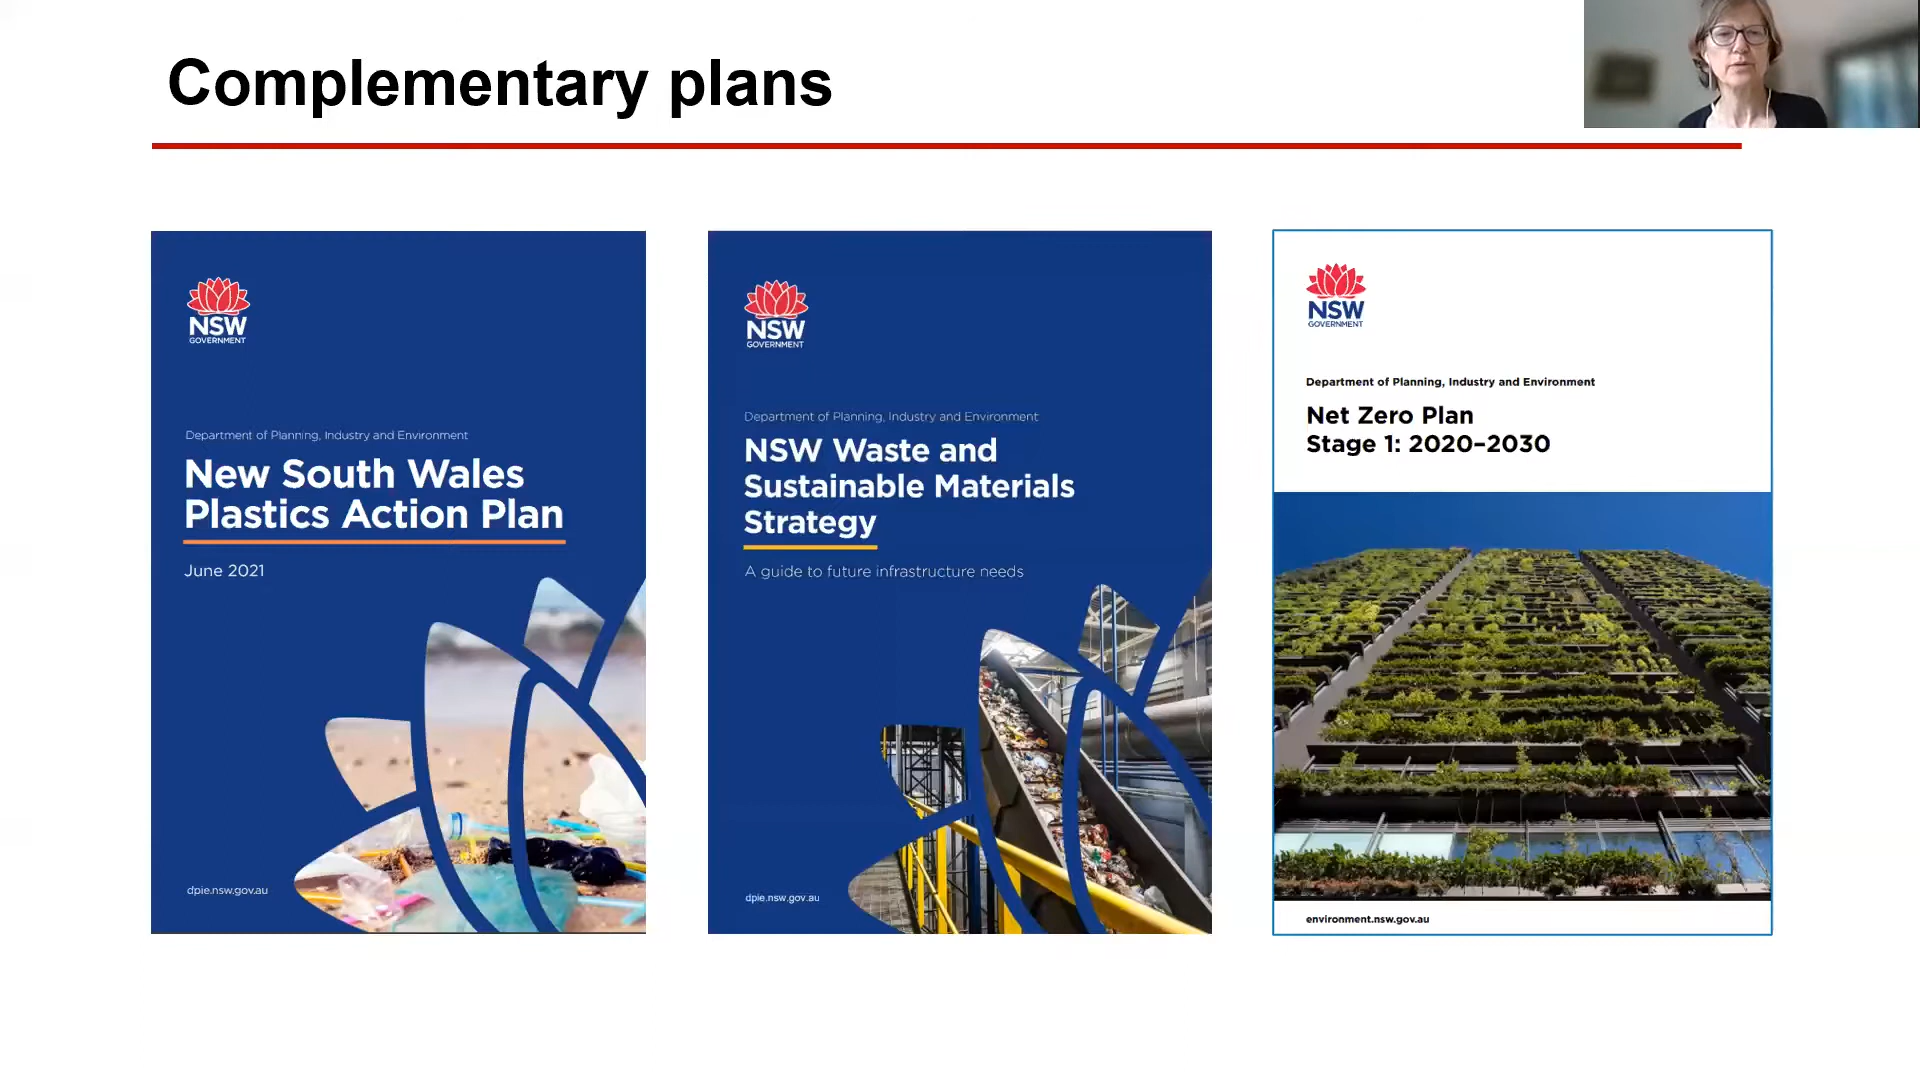 Complementary plans
NSW
GOVERNMENT
Department of Planning, Industry and Environment
New South Wales
Plastics Action Plan
June 2021
dpie.nsw.gov.au
NSW
GOVERNMENT
Department of Planning, Industry and Environment
NSW Waste and
Sustainable Materials
Strategy
A guide to future infrastructure needs
dpie.nsw.gov.au
NSW
GOVERNMENT
Department of Planning, Industry and Environment
Net Zero Plan
Stage 1: 2020–2030
environment.nsw.gov.au